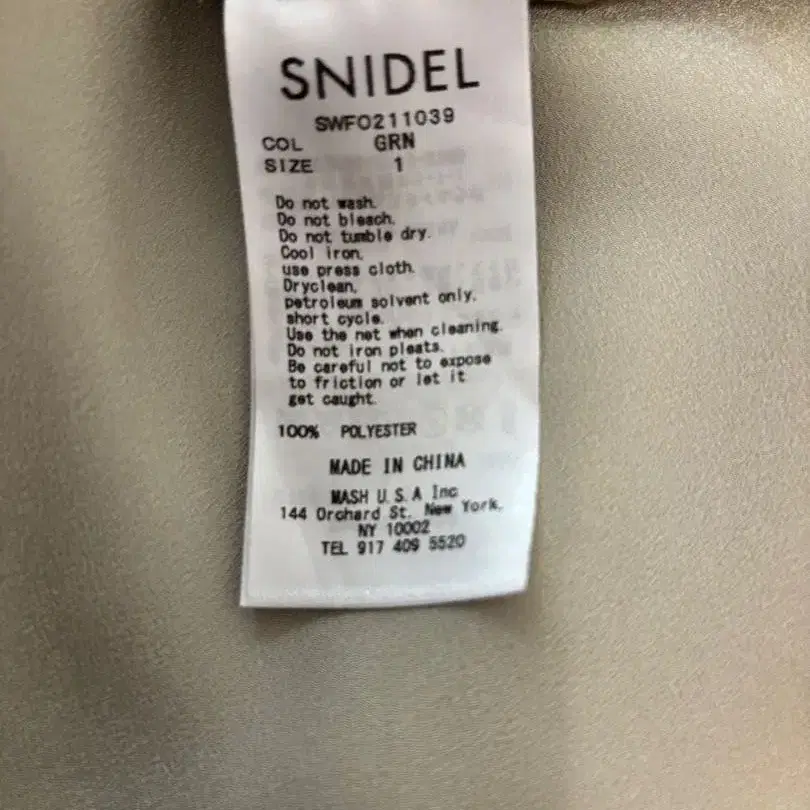 SNIDEL
SWFO211039
COL GRN
SIZE 1
Do not wash.
Do not bleach.
Do not tumble dry.
Cool iron,
use press cloth.
Dryclean,
petroleum solvent only,
short cycle.
Use the net when cleaning.
Do not iron pleats.
Be careful not to expose
to friction or let it
get caught.
100% POLYESTER
MADE IN CHINA
MASH U.S.A Inc
144 Orchard St. New York,
NY 10002
TEL 917 409 5520